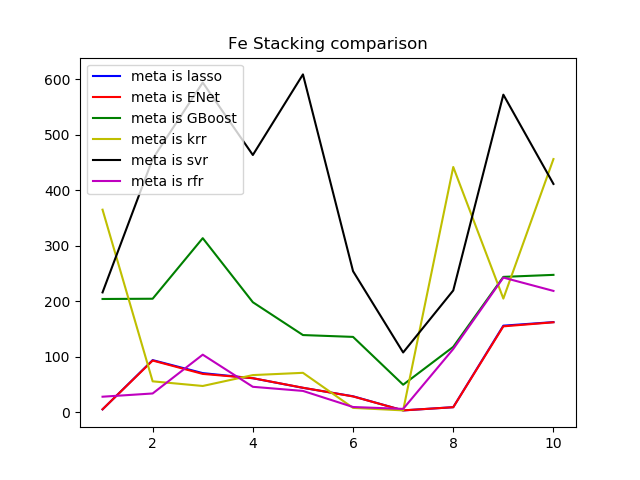 Fe Stacking comparison
600
500
400
300
200
100
0
meta is lasso
meta is ENet
meta is GBoost
meta is krr
meta is svr
meta is rfr
2 4 6 8 10